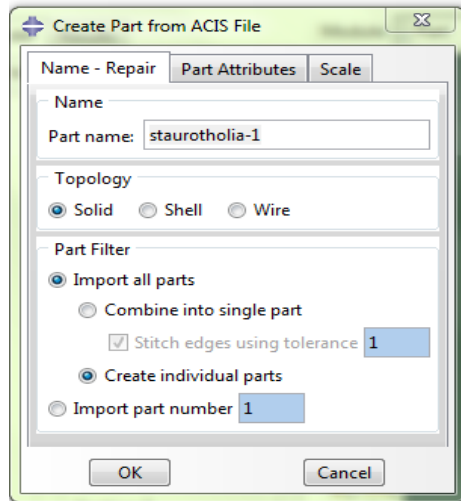 Create Part from ACIS File
Name - Repair Part Attributes Scale
Name
Part name: staurotholia-1
Topology
Solid Shell Wire
Part Filter
Import all parts
Combine into single part
Stitch edges using tolerance 1
Create individual parts
Import part number 1
OK Cancel